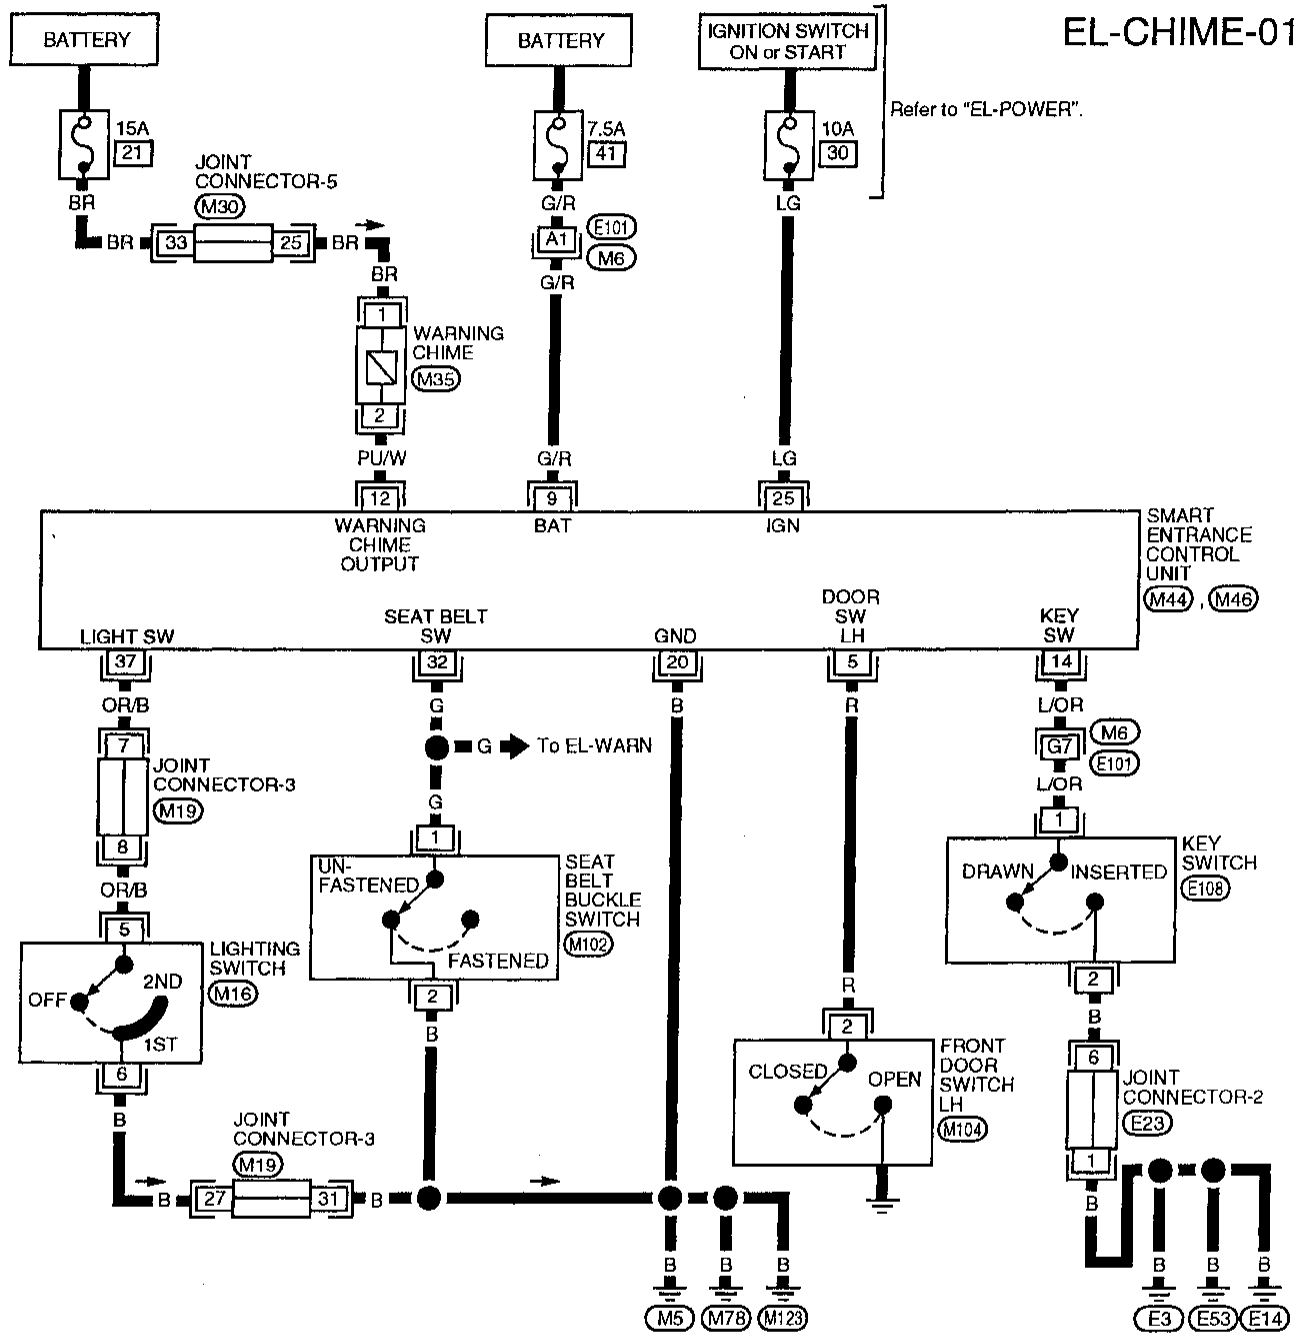 EL-CHIME-01
BATTERY
BATTERY
IGNITION SWITCH
ON or START
Refer to "EL-POWER".
15A
21
7.5A
41
10A
30
JOINT
CONNECTOR-5
M30
BR
G/R
LG
BR
33
25
BR
A1
E101
M6
BR
G/R
1
WARNING
CHIME
M35
2
PU/W
G/R
LG
12
9
25
WARNING
CHIME
OUTPUT
BAT
IGN
SMART
ENTRANCE
CONTROL
UNIT
M44 , M46
LIGHT SW
SEAT BELT
SW
GND
DOOR
SW
LH
KEY
SW
37
32
20
5
14
OR/B
G
B
R
L/OR
7
JOINT
CONNECTOR-3
M19
8
OR/B
G To EL-WARN
G
G7
M6
E101
L/OR
1
UN-
FASTENED
FASTENED
SEAT
BELT
BUCKLE
SWITCH
M102
2
B
1
DRAWN
INSERTED
KEY
SWITCH
E108
2
B
5
OFF
2ND
1ST
LIGHTING
SWITCH
M16
6
B
R
2
CLOSED
OPEN
FRONT
DOOR
SWITCH
LH
M104
6
JOINT
CONNECTOR-2
E23
1
B
JOINT
CONNECTOR-3
M19
B
27
31
B
B
B
B
B
B
B
M5
M78
M123
E3
E53
E14